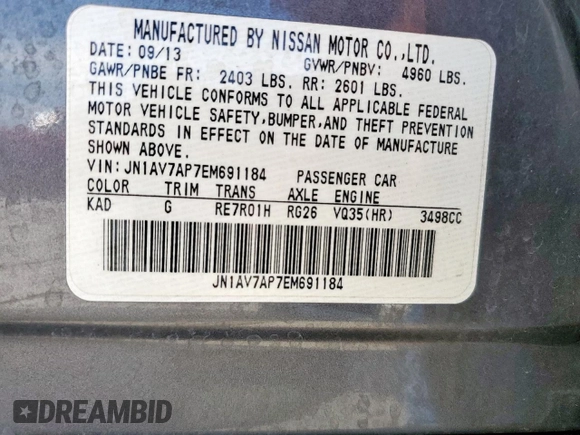 MANUFACTURED BY NISSAN MOTOR CO.,LTD.
DATE: 09/13 GVWR/PNBV: 4960 LBS.
GAWR/PNBE FR: 2403 LBS. RR: 2601 LBS.
THIS VEHICLE CONFORMS TO ALL APPLICABLE FEDERAL
MOTOR VEHICLE SAFETY,BUMPER,AND THEFT PREVENTION
STANDARDS IN EFFECT ON THE DATE OF MANUFACTURE
SHOWN ABOVE.
VIN:JN1AV7AP7EM691184 PASSENGER CAR
COLOR TRIM TRANS AXLE ENGINE
KAD G RE7R01H RG26 VQ35(HR) 3498CC
JN1AV7AP7EM691184
DREAMBID